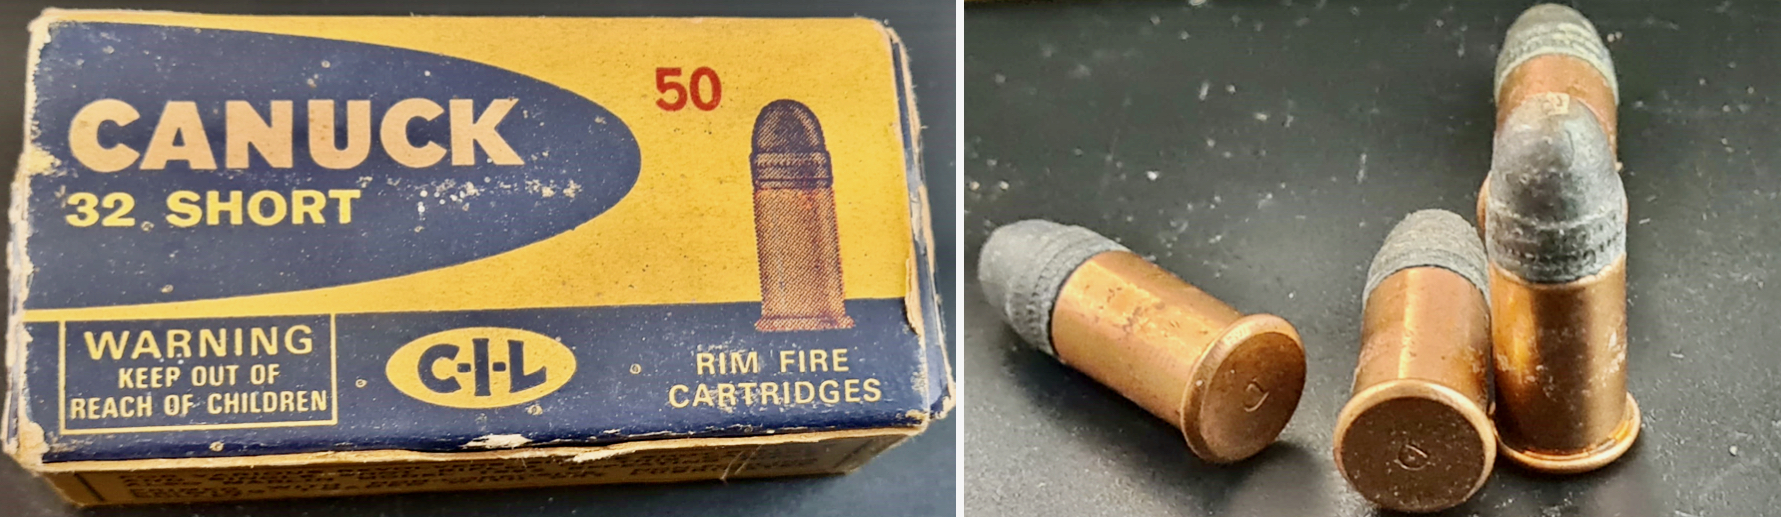 CANUCK
32 SHORT
50
WARNING
KEEP OUT OF
REACH OF CHILDREN
C-I-L
RIM FIRE
CARTRIDGES